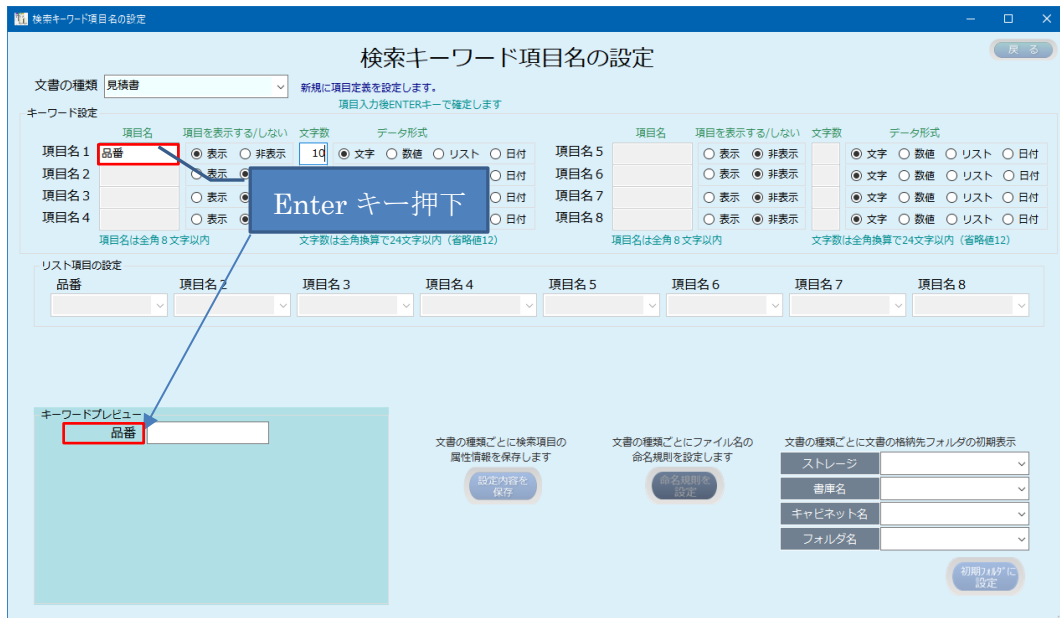 検索キーワード項目名の設定
検索キーワード項目名の設定
戻 る
文書の種類 見積書 新規に項目定義を設定します。
項目入力後ENTERキーで確定します
キーワード設定
項目名 項目を表示する/しない 文字数 データ形式 項目名 項目を表示する/しない 文字数 データ形式
項目名１ 品番 表示 非表示 10 文字 数値 リスト 日付 項目名５ 表示 非表示 文字 数値 リスト 日付
項目名２ 表示 日付 項目名６ 表示 非表示 文字 数値 リスト 日付
項目名３ 表示 Enter キー押下 日付 項目名７ 表示 非表示 文字 数値 リスト 日付
項目名４ 表示 日付 項目名８ 表示 非表示 文字 数値 リスト 日付
項目名は全角８文字以内 文字数は全角換算で24文字以内（省略値12） 項目名は全角８文字以内 文字数は全角換算で24文字以内（省略値12）
リスト項目の設定
品番 項目名２ 項目名３ 項目名４ 項目名５ 項目名６ 項目名７ 項目名８
キーワードプレビュー
品番
文書の種類ごとに検索項目の
属性情報を保存します
設定内容を
保存
文書の種類ごとにファイル名の
命名規則を設定します
命名規則を
設定
文書の種類ごとに文書の格納先フォルダの初期表示
ストレージ
書庫名
キャビネット名
フォルダ名
初期ﾌｫﾙﾀﾞに
設定